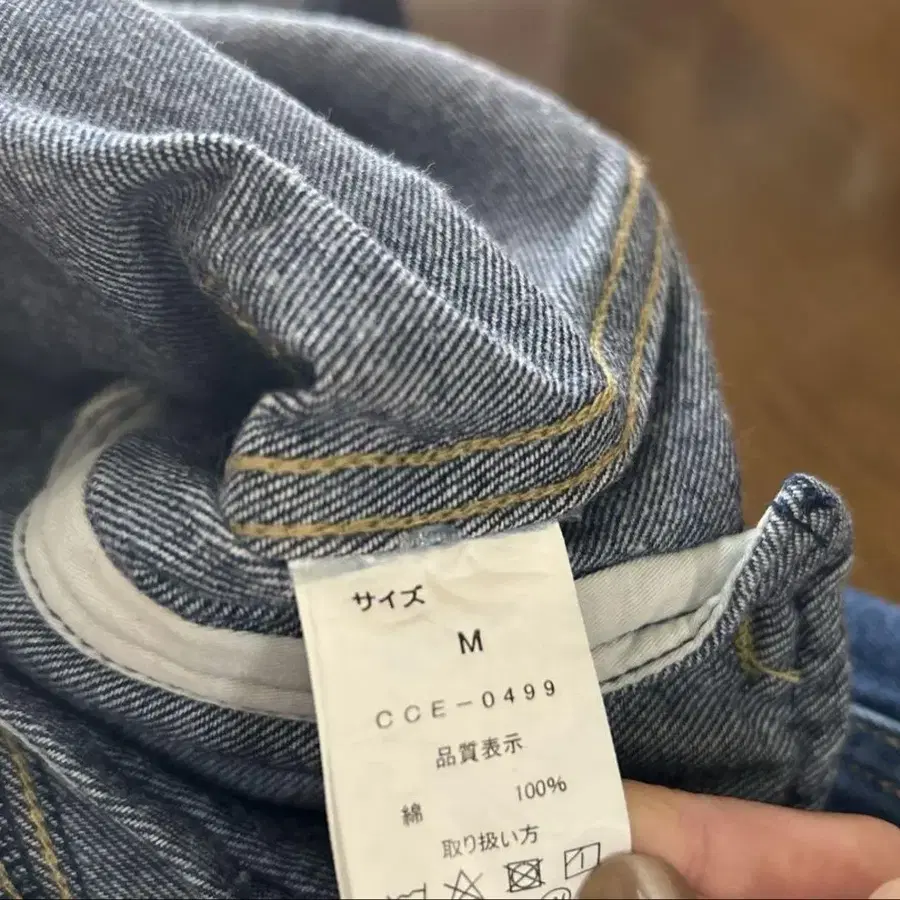 サイズ
M
CCE-0499
品質表示
綿 100%
取り扱い方